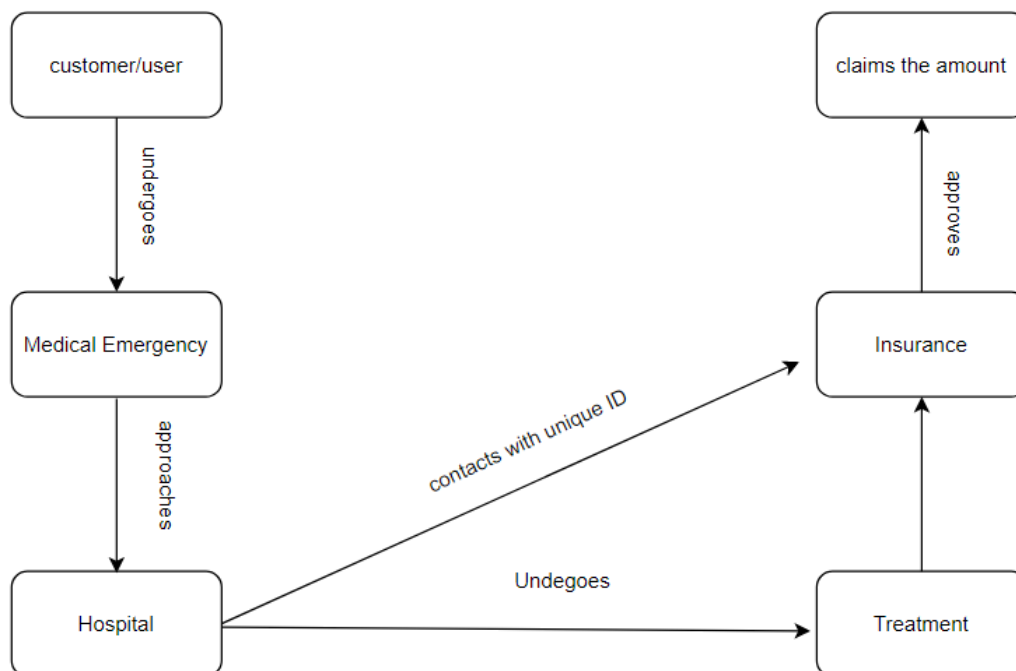 customer/user
claims the amount
undergoes
approves
Medical Emergency
Insurance
contacts with unique ID
approaches
Undegoes
Hospital
Treatment